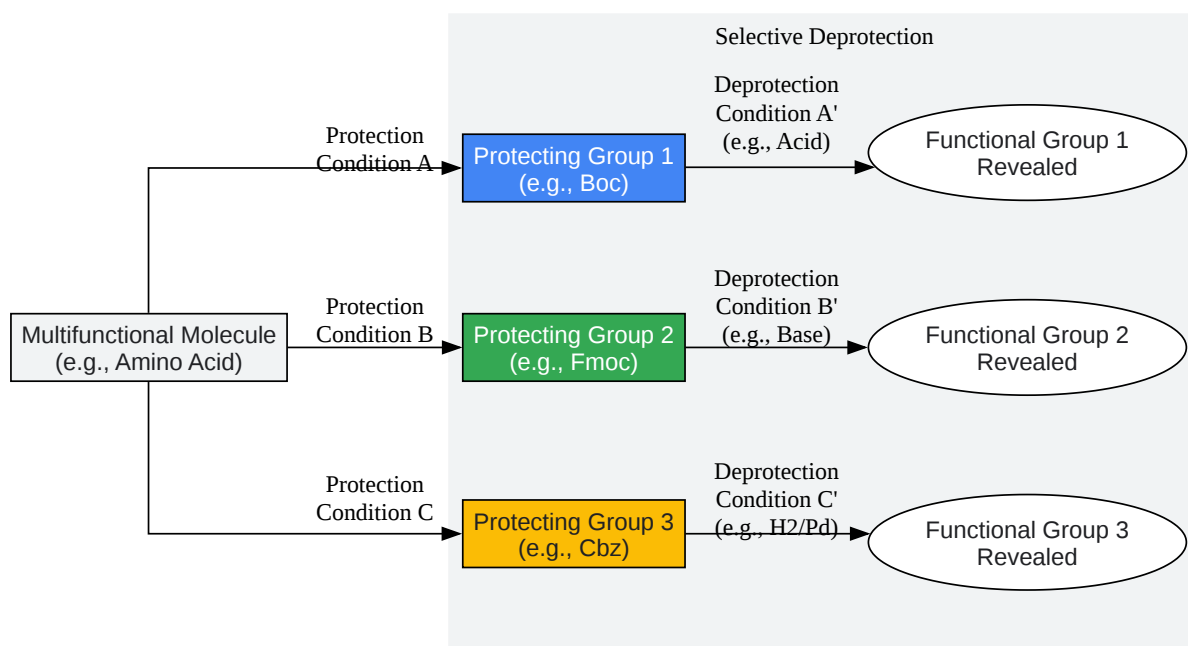 Selective Deprotection
Protection
Condition A
Protecting Group 1
(e.g., Boc)
Deprotection
Condition A'
(e.g., Acid)
Functional Group 1
Revealed
Multifunctional Molecule
(e.g., Amino Acid)
Protection
Condition B
Protecting Group 2
(e.g., Fmoc)
Deprotection
Condition B'
(e.g., Base)
Functional Group 2
Revealed
Protection
Condition C
Protecting Group 3
(e.g., Cbz)
Deprotection
Condition C'
(e.g., H2/Pd)
Functional Group 3
Revealed